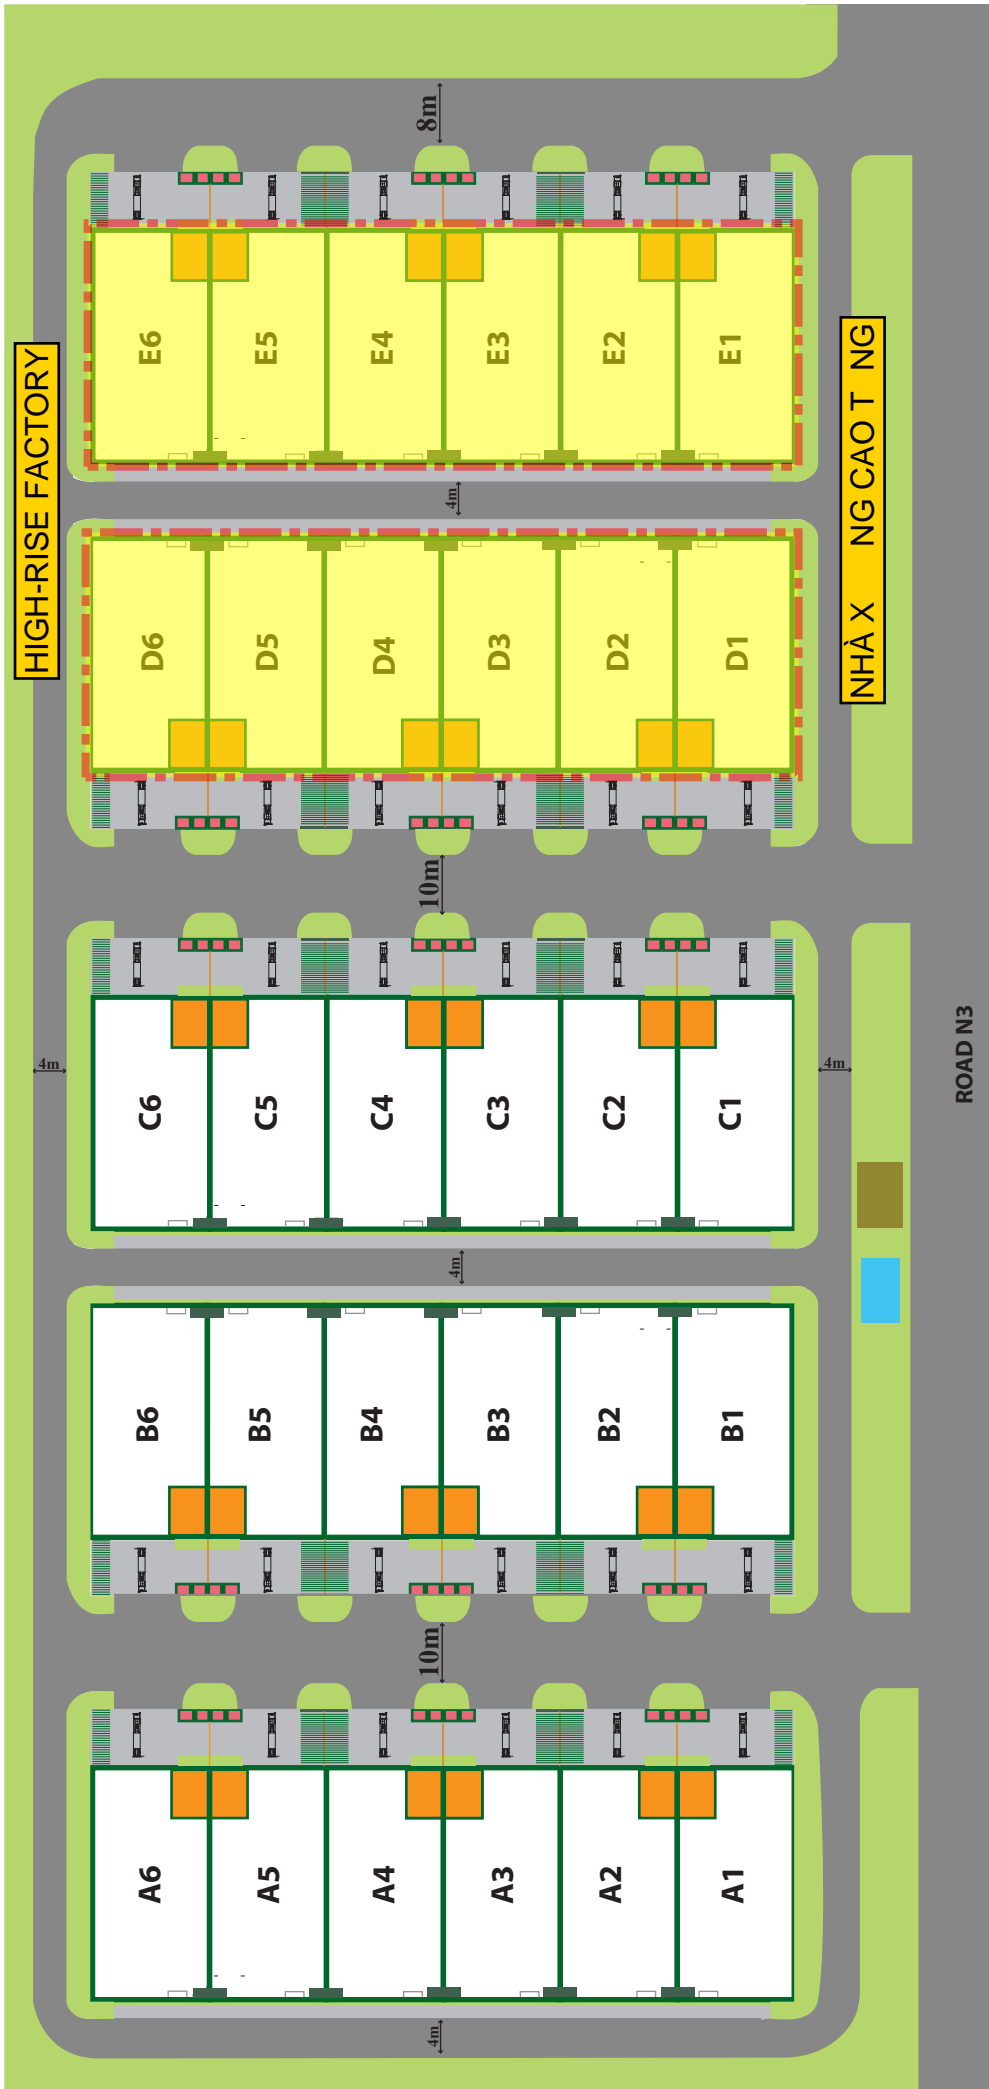 8m
E6 E5 E4 E3 E2 E1
HIGH-RISE FACTORY
NHÀ X NG CAO T NG
4m
D6 D5 D4 D3 D2 D1
10m
4m
4m
ROAD N3
C6 C5 C4 C3 C2 C1
4m
B6 B5 B4 B3 B2 B1
10m
A6 A5 A4 A3 A2 A1
4m